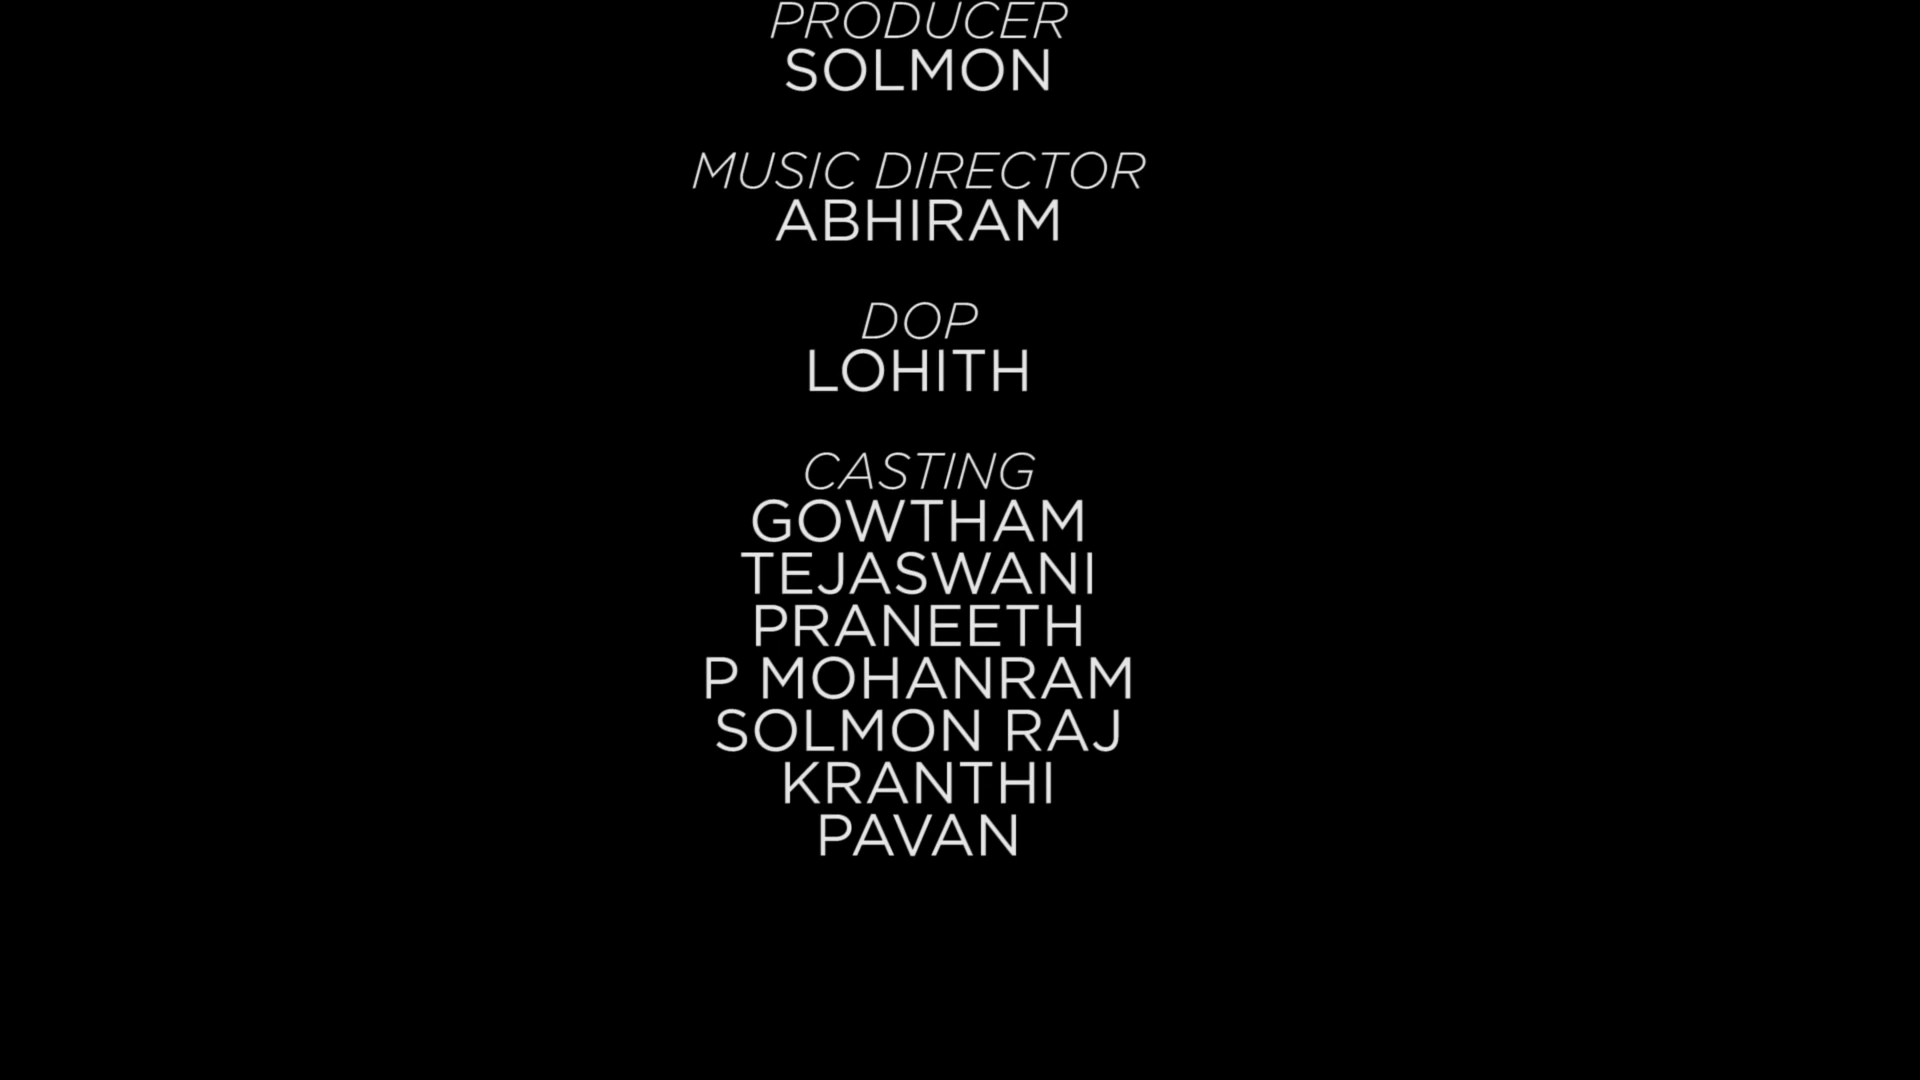 PRODUCER
SOLMON
MUSIC DIRECTOR
ABHIRAM
DOP
LOHITH
CASTING
GOWTHAM
TEJASWANI
PRANEETH
P MOHANRAM
SOLMON RAJ
KRANTHI
PAVAN